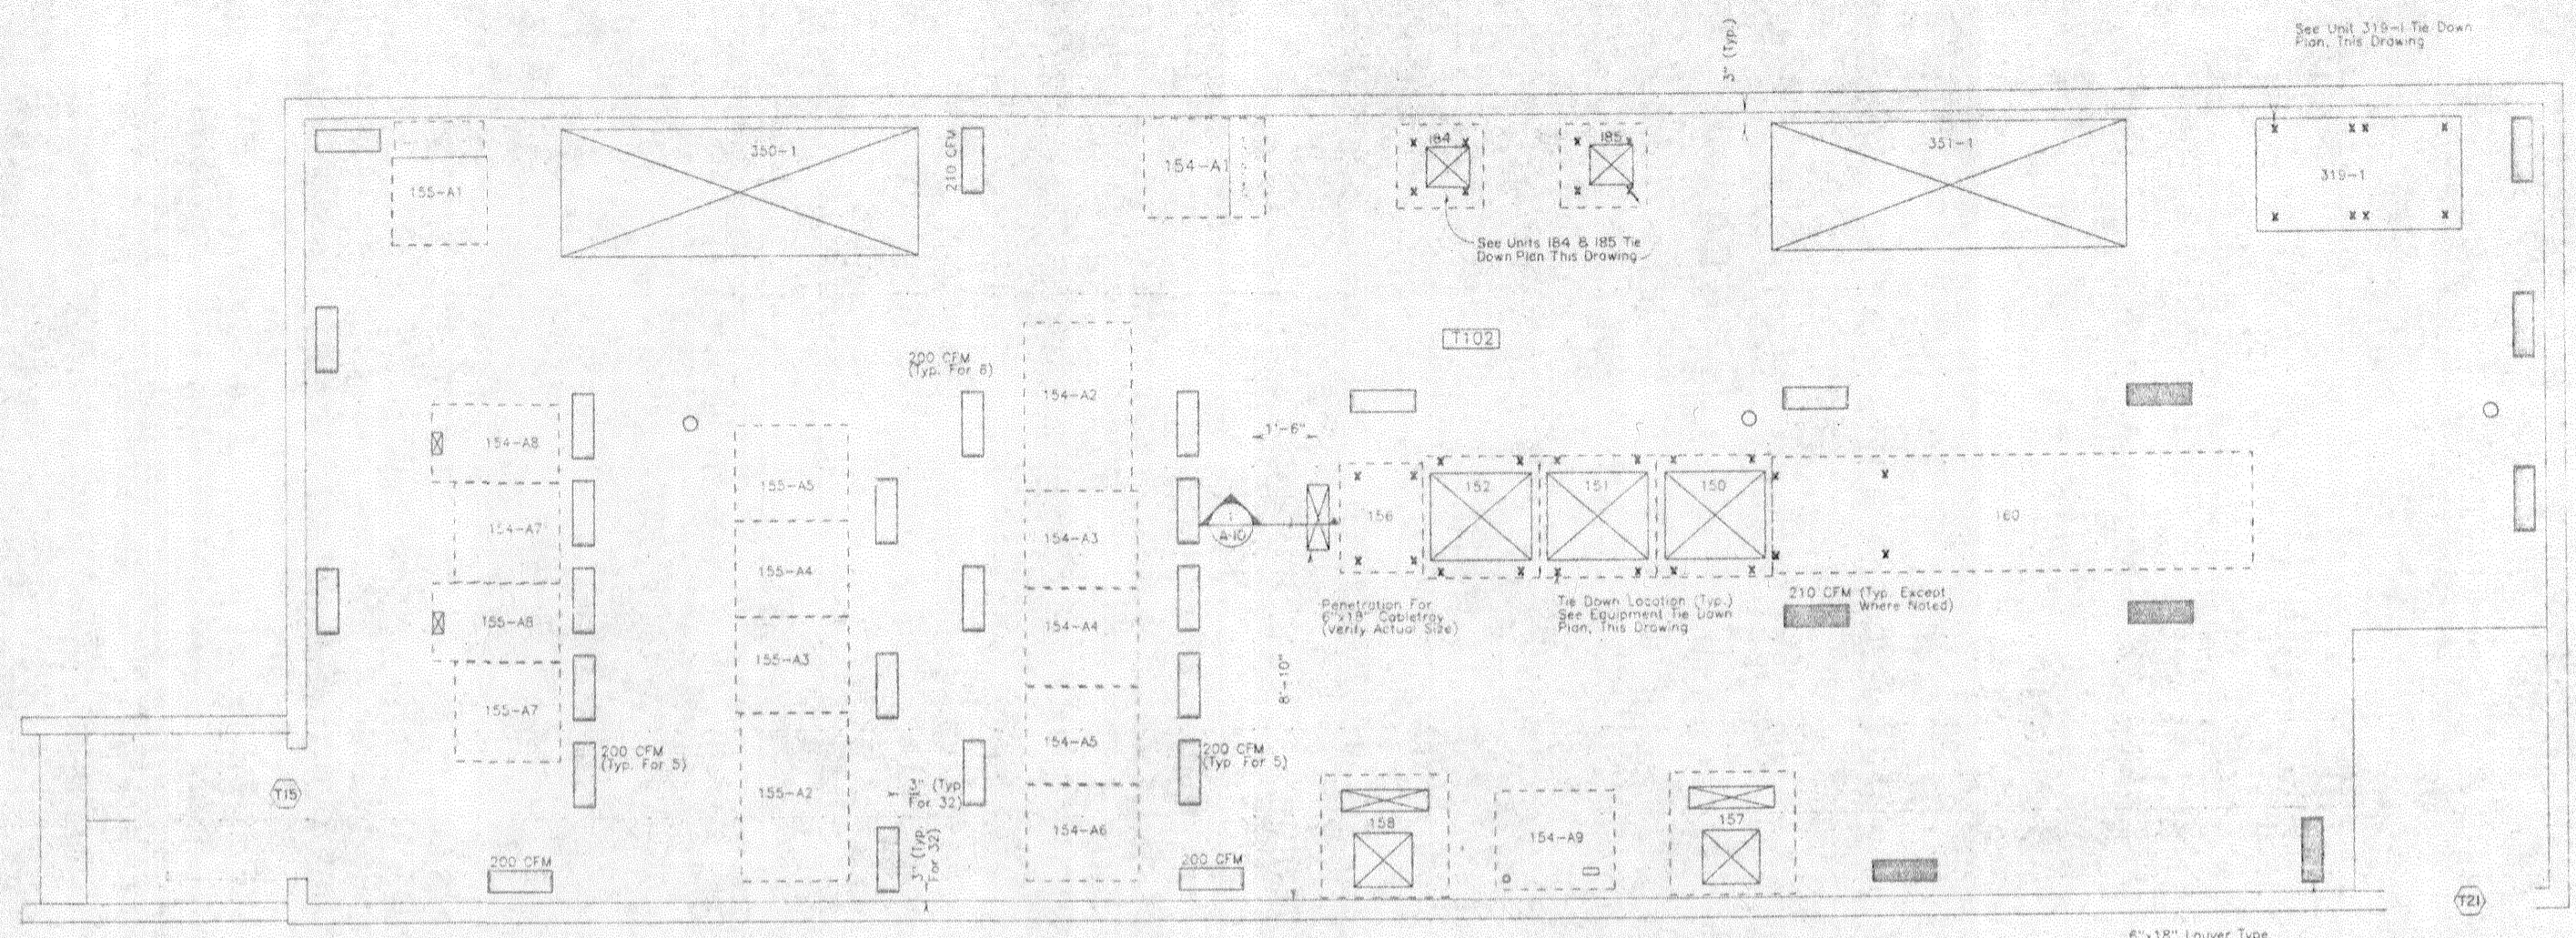 See Unit 319-1 Tie Down
Plan, This Drawing
3" (Typ.)
155-A1
350-1
210 CFM
154-A1
184
185
351-1
319-1
See Units 184 & 185 Tie
Down Plan This Drawing
T102
200 CFM
(Typ. For 6)
154-A2
154-A8
1'-6"
155-A5
152
151
150
154-A7
156
160
1
A-10
154-A3
155-A4
155-A8
154-A4
Penetration For
6"x18" Cabletray
(Verify Actual Size)
Tie Down Location (Typ.)
See Equipment Tie Down
Plan, This Drawing
210 CFM (Typ. Except
Where Noted)
155-A3
8'-10"
155-A7
154-A5
200 CFM
(Typ. For 5)
200 CFM
(Typ. For 5)
T15
155-A2
3" (Typ
For 32)
3" (Typ.
For 32)
154-A6
158
154-A9
157
200 CFM
200 CFM
T21
6"x18" Louver Type